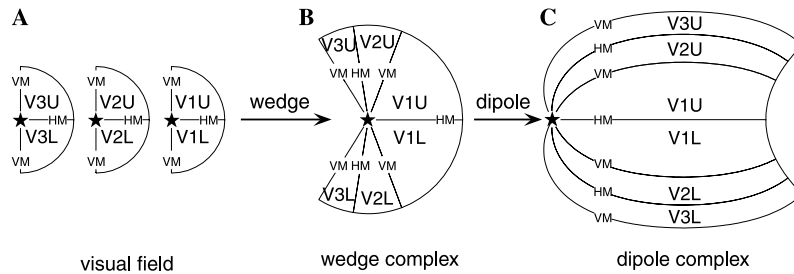 A
B
C
VM VM VM
V3U V2U V1U
HM HM HM
V3L V2L V1L
VM VM VM
visual field
wedge
V3U V2U
VM HM VM
V1U
HM
V1L
VM HM VM
V3L V2L
wedge complex
dipole
VM V3U
HM V2U
VM
V1U
HM
V1L
VM
HM V2L
VM V3L
dipole complex